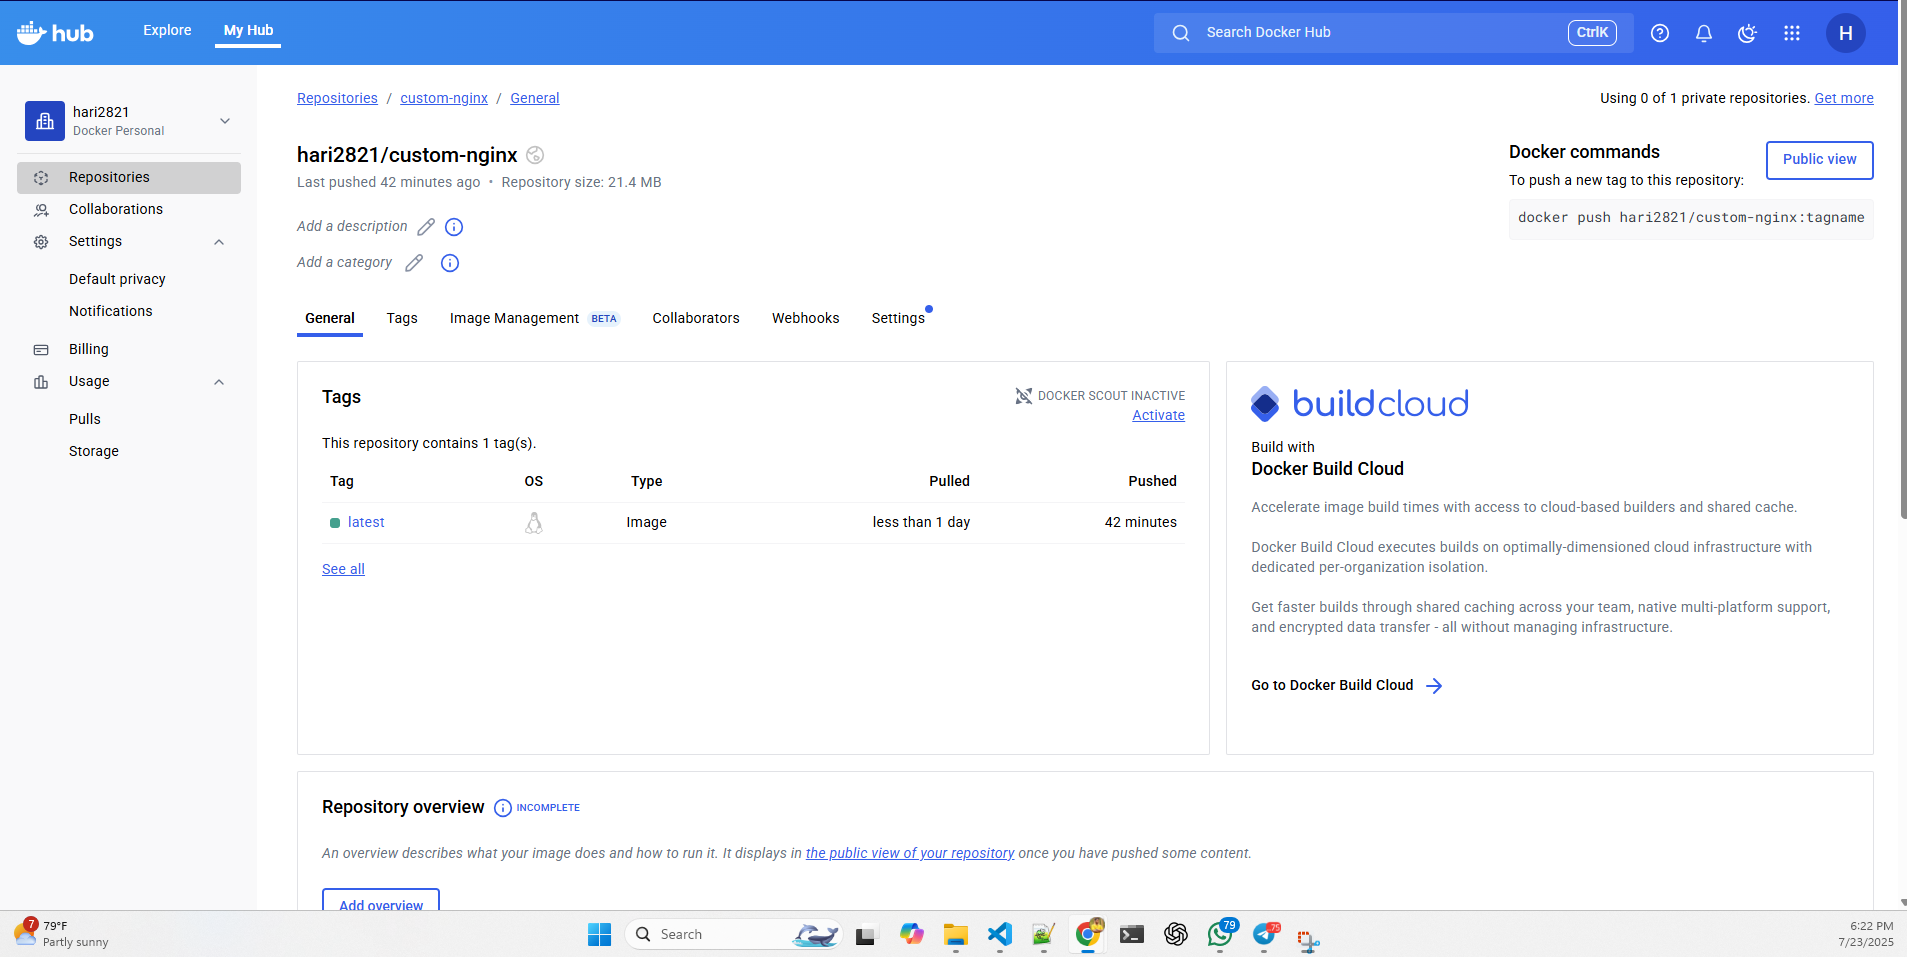 hub
Explore
My Hub
Search Docker Hub
CtrlK
H
hari2821
Docker Personal
Repositories
Collaborations
Settings
Default privacy
Notifications
Billing
Usage
Pulls
Storage
Repositories / custom-nginx / General
Using 0 of 1 private repositories. Get more
hari2821/custom-nginx
Last pushed 42 minutes ago • Repository size: 21.4 MB
Add a description
Add a category
Docker commands
Public view
To push a new tag to this repository:
docker push hari2821/custom-nginx:tagname
General
Tags
Image Management BETA
Collaborators
Webhooks
Settings
Tags
DOCKER SCOUT INACTIVE
Activate
This repository contains 1 tag(s).
Tag OS Type Pulled Pushed
latest Image less than 1 day 42 minutes
See all
buildcloud
Build with
Docker Build Cloud
Accelerate image build times with access to cloud-based builders and shared cache.
Docker Build Cloud executes builds on optimally-dimensioned cloud infrastructure with
dedicated per-organization isolation.
Get faster builds through shared caching across your team, native multi-platform support,
and encrypted data transfer - all without managing infrastructure.
Go to Docker Build Cloud
Repository overview INCOMPLETE
An overview describes what your image does and how to run it. It displays in the public view of your repository once you have pushed some content.
Add overview
7
79°F
Partly sunny
Search
79
75
6:22 PM
7/23/2025